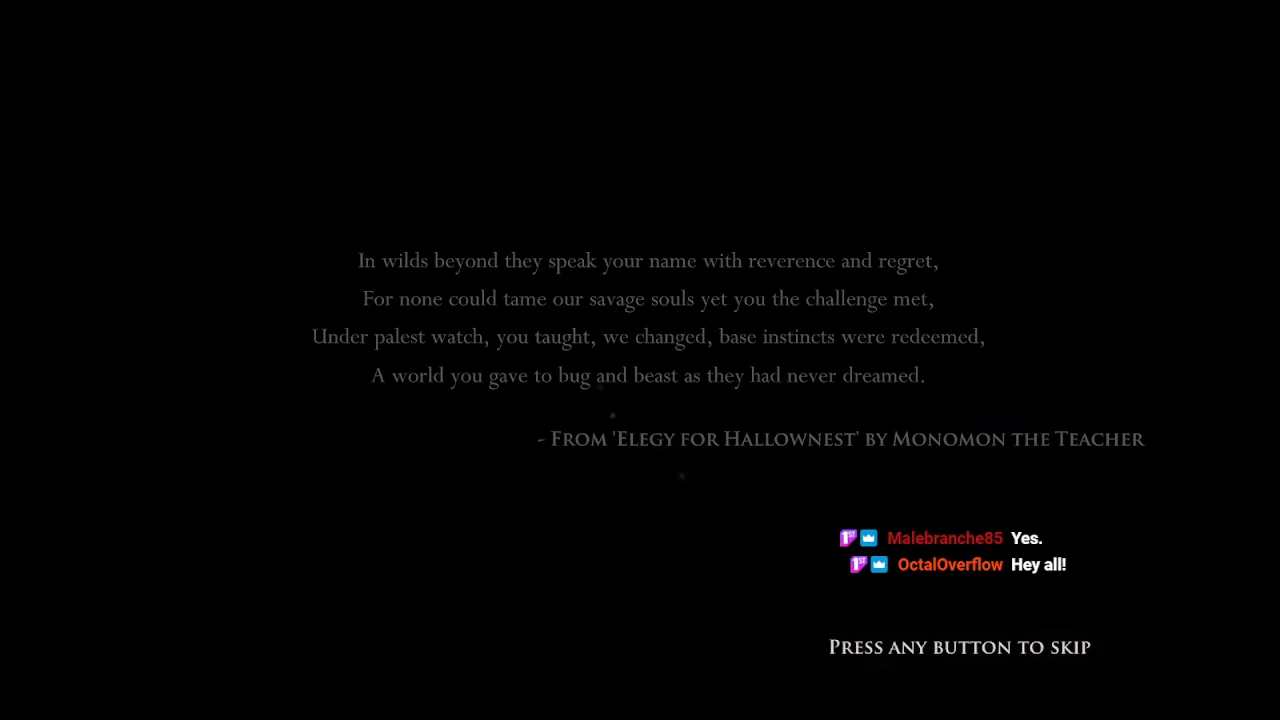 In wilds beyond they speak your name with reverence and regret,
For none could tame our savage souls yet you the challenge met,
Under palest watch, you taught, we changed, base instincts were redeemed,
A world you gave to bug and beast as they had never dreamed.
- From 'Elegy for Hallownest' by Monomon the Teacher
1ST Malebranche85 Yes.
1ST OctalOverflow Hey all!
Press any button to skip